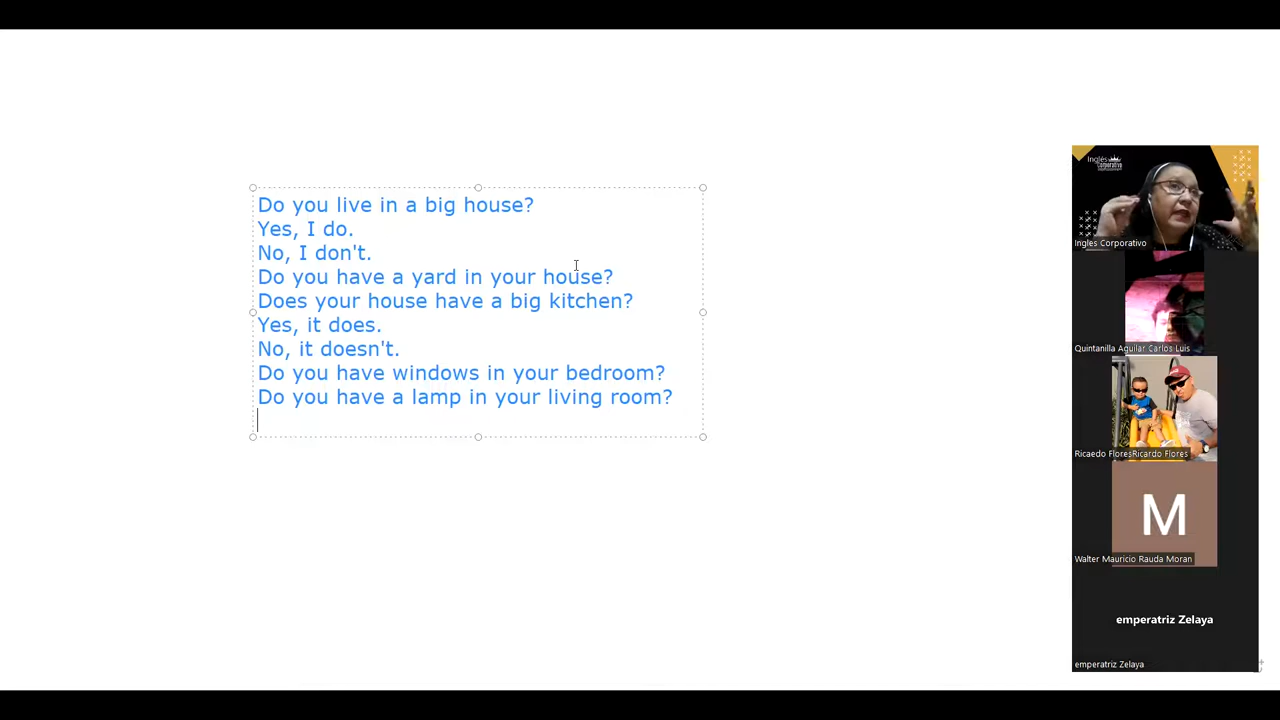 Do you live in a big house?
Yes, I do.
No, I don't.
Do you have a yard in your house?
Does your house have a big kitchen?
Yes, it does.
No, it doesn't.
Do you have windows in your bedroom?
Do you have a lamp in your living room?
Inglés
Corporativo
Ingles Corporativo
Quintanilla Aguilar Carlos Luis
Ricaedo FloresRicardo Flores
M
Walter Mauricio Rauda Moran
emperatriz Zelaya
emperatriz Zelaya